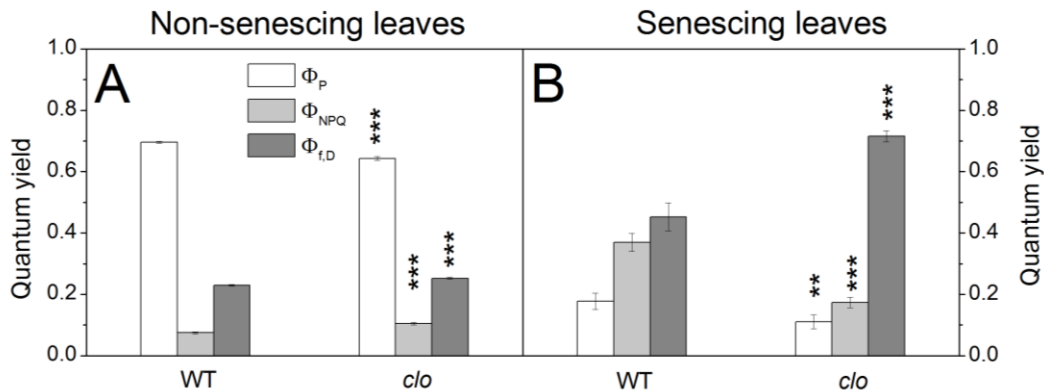 Non-senescing leaves
Senescing leaves
Quantum yield
1.0
0.8
0.6
0.4
0.2
0.0
A
Φ_P
Φ_NPQ
Φ_f,D
***
***
***
WT
clo
B
**
***
***
WT
clo
1.0
0.8
0.6
0.4
0.2
0.0
Quantum yield